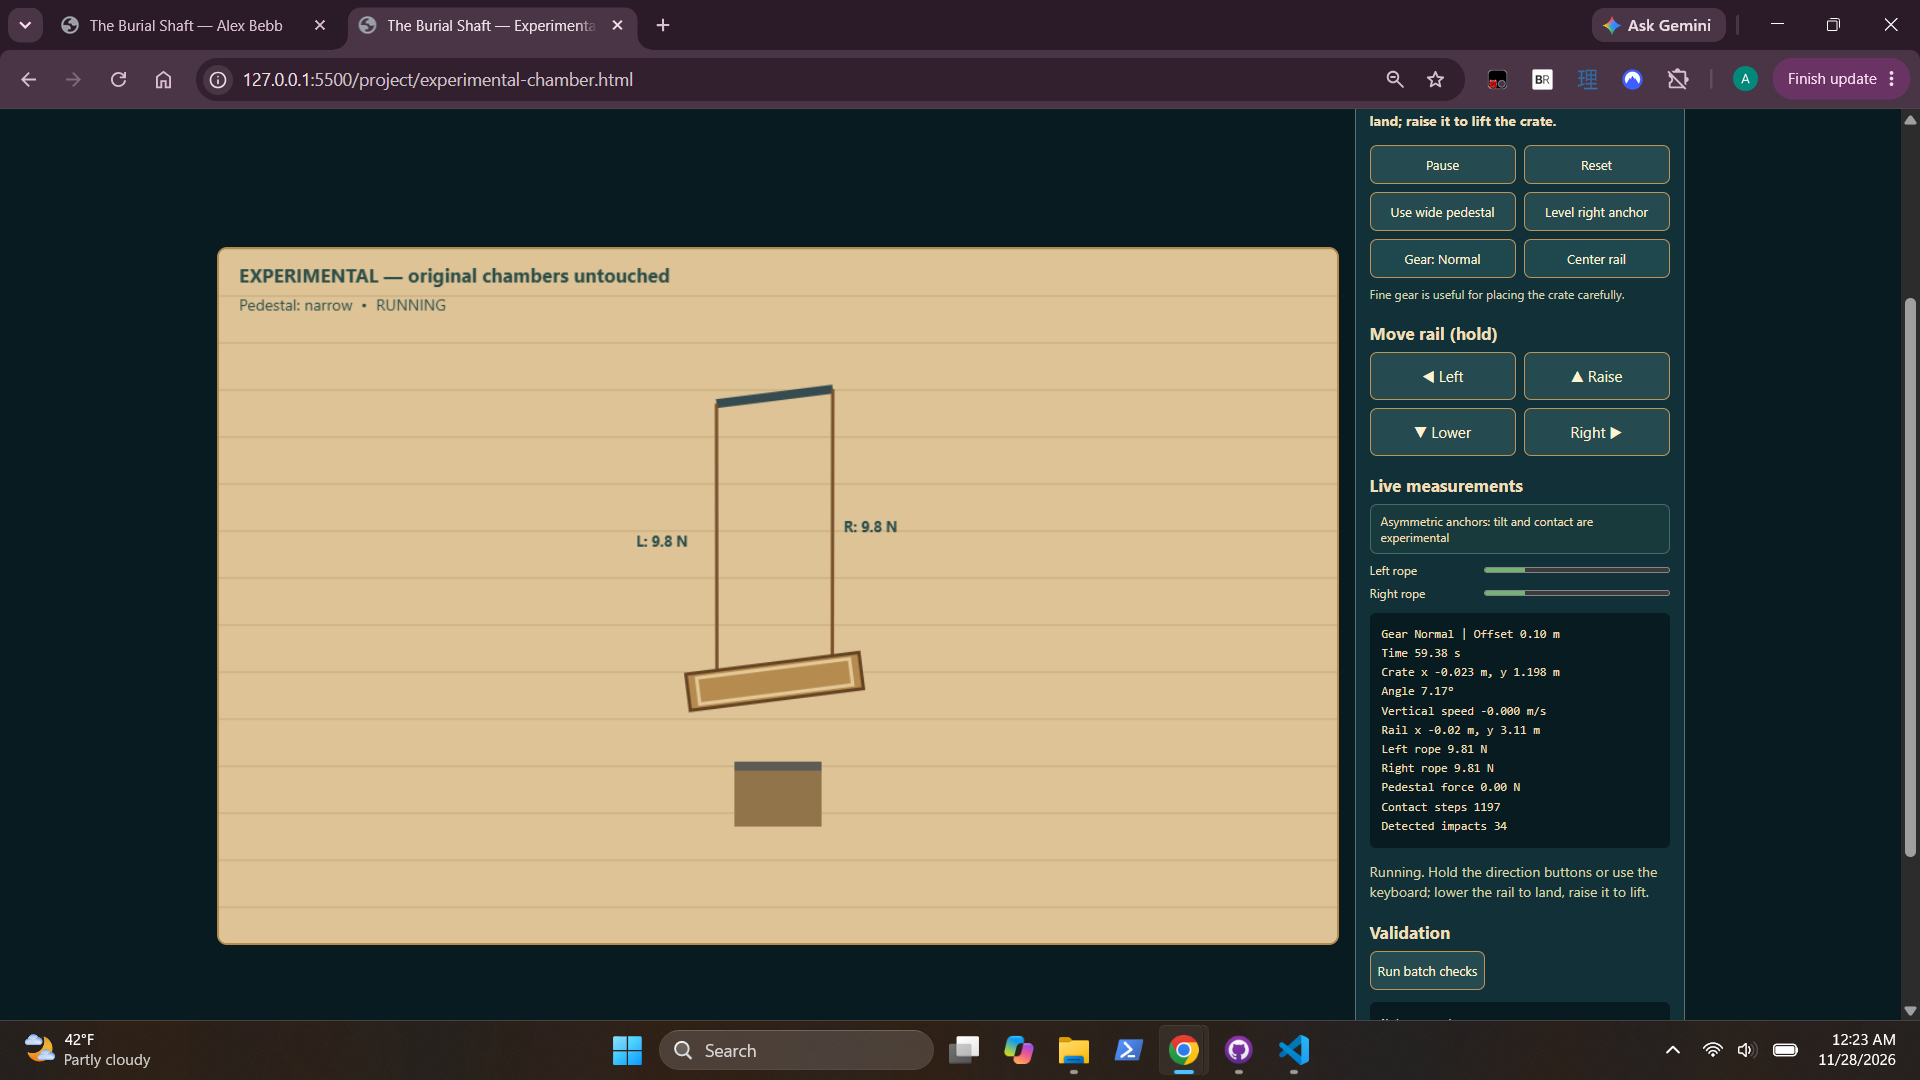 The Burial Shaft — Alex Bebb
The Burial Shaft — Experimenta
Ask Gemini
127.0.0.1:5500/project/experimental-chamber.html
BR
理
A
Finish update
EXPERIMENTAL — original chambers untouched
Pedestal: narrow • RUNNING
L: 9.8 N
R: 9.8 N
land; raise it to lift the crate.
Pause
Reset
Use wide pedestal
Level right anchor
Gear: Normal
Center rail
Fine gear is useful for placing the crate carefully.
Move rail (hold)
◀ Left
▲ Raise
▼ Lower
Right ▶
Live measurements
Asymmetric anchors: tilt and contact are
experimental
Left rope
Right rope
Gear Normal | Offset 0.10 m
Time 59.38 s
Crate x -0.023 m, y 1.198 m
Angle 7.17°
Vertical speed -0.000 m/s
Rail x -0.02 m, y 3.11 m
Left rope 9.81 N
Right rope 9.81 N
Pedestal force 0.00 N
Contact steps 1197
Detected impacts 34
Running. Hold the direction buttons or use the
keyboard; lower the rail to land, raise it to lift.
Validation
Run batch checks
42°F
Partly cloudy
Search
12:23 AM
11/28/2026